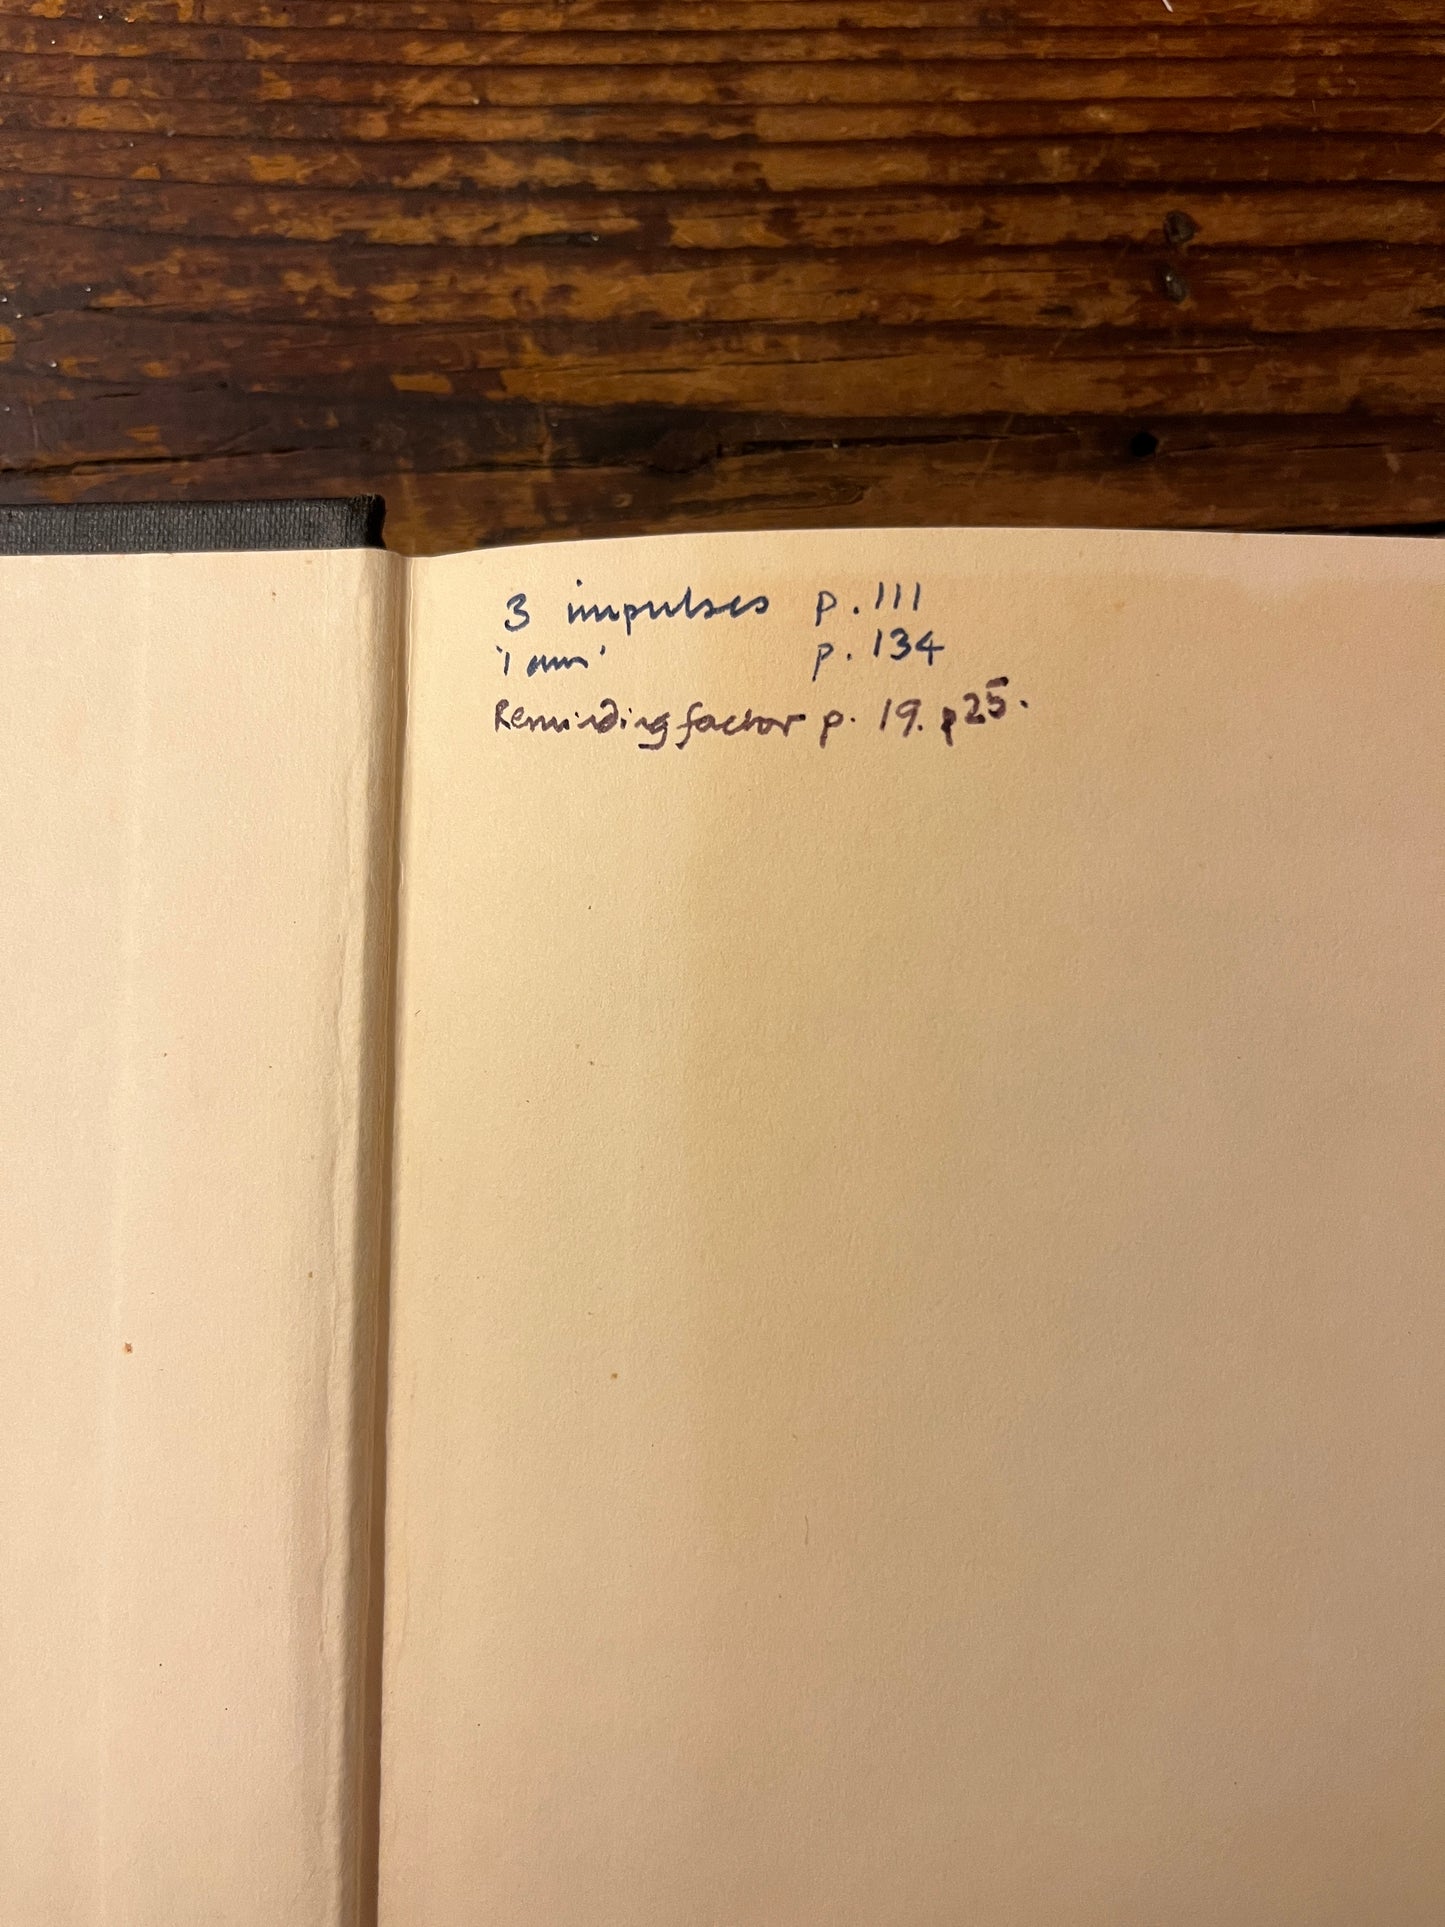 3 impulses p. 111
'I am' p. 134
Reminding factor p. 19. p25.